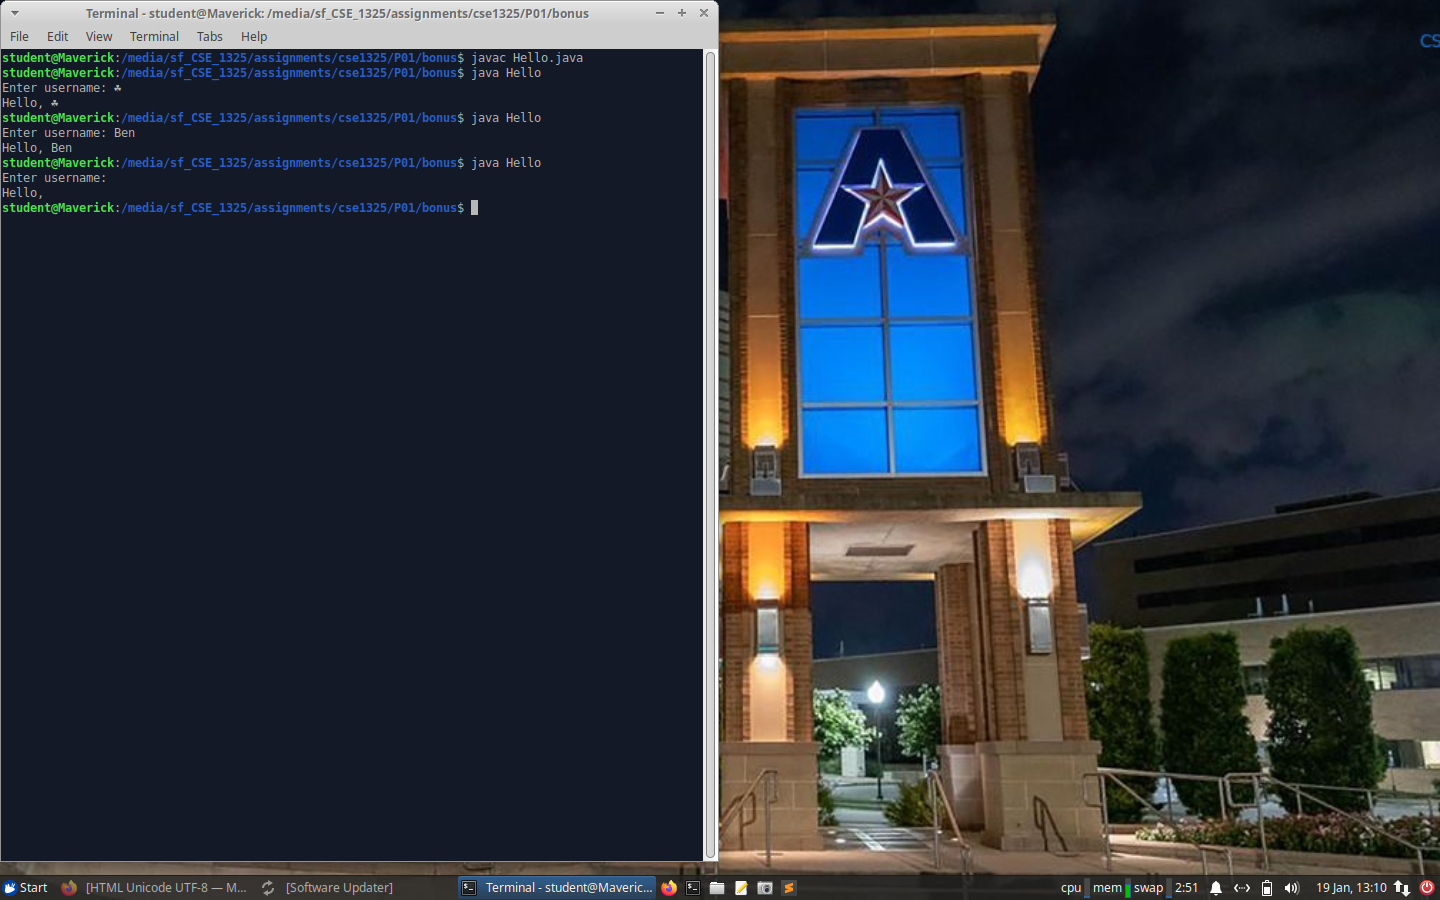 Terminal - student@Maverick: /media/sf_CSE_1325/assignments/cse1325/P01/bonus
File Edit View Terminal Tabs Help
student@Maverick:/media/sf_CSE_1325/assignments/cse1325/P01/bonus$ javac Hello.java
student@Maverick:/media/sf_CSE_1325/assignments/cse1325/P01/bonus$ java Hello
Enter username: ☘
Hello, ☘
student@Maverick:/media/sf_CSE_1325/assignments/cse1325/P01/bonus$ java Hello
Enter username: Ben
Hello, Ben
student@Maverick:/media/sf_CSE_1325/assignments/cse1325/P01/bonus$ java Hello
Enter username:
Hello,
student@Maverick:/media/sf_CSE_1325/assignments/cse1325/P01/bonus$
CS
A
Start [HTML Unicode UTF-8 — M... [Software Updater] Terminal - student@Maveric... cpu mem swap 2:51 19 Jan, 13:10